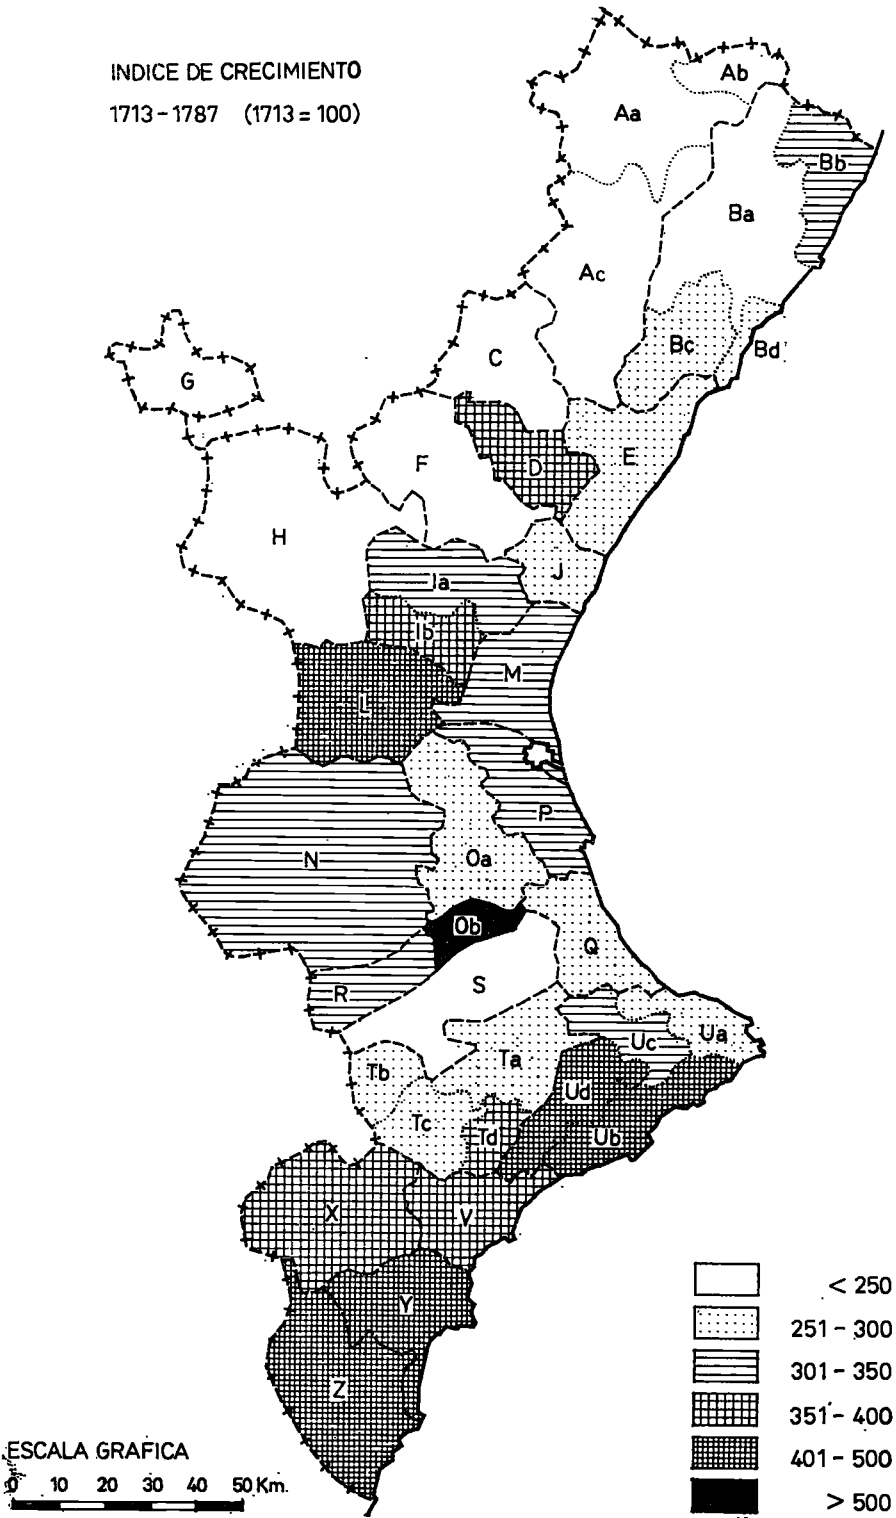 INDICE DE CRECIMIENTO
1713-1787 (1713 = 100)
Ab
Aa
Bb
Ba
Ac
C
Bc
Bd
G
F
D
E
H
J
Ia
Ib
M
L
P
N
Oa
Ob
Q
S
R
Uc
Ua
Tb
Ta
Ud
Tc
Td
Ub
X
V
Y
Z
< 250
251 - 300
301 - 350
351 - 400
401 - 500
> 500
ESCALA GRAFICA
0 10 20 30 40 50 Km.